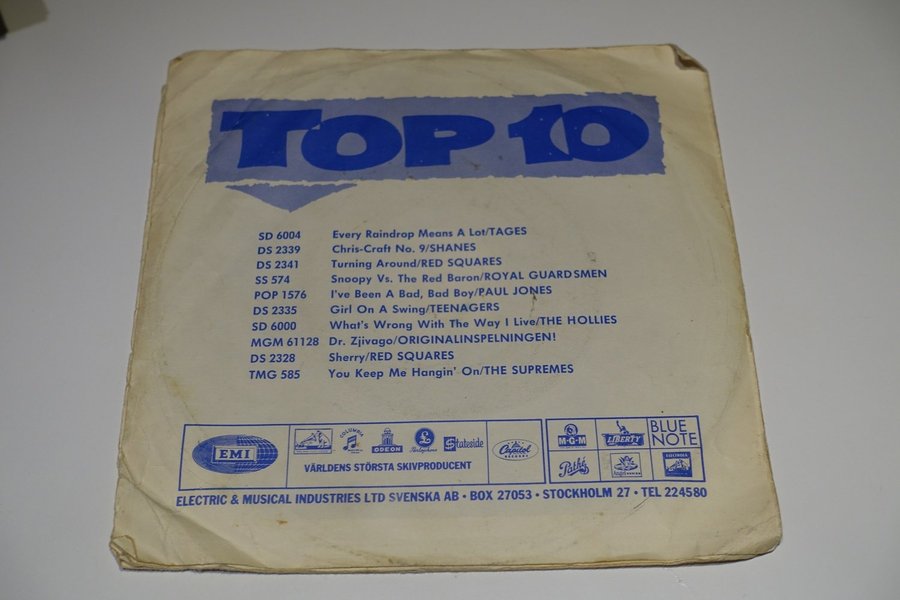 TOP 10
SD 6004 Every Raindrop Means A Lot/TAGES
DS 2339 Chris-Craft No. 9/SHANES
DS 2341 Turning Around/RED SQUARES
SS 574 Snoopy Vs. The Red Baron/ROYAL GUARDSMEN
POP 1576 I've Been A Bad, Bad Boy/PAUL JONES
DS 2335 Girl On A Swing/TEENAGERS
SD 6000 What's Wrong With The Way I Live/THE HOLLIES
MGM 61128 Dr. Zjivago/ORIGINALINSPELNINGEN!
DS 2328 Sherry/RED SQUARES
TMG 585 You Keep Me Hangin' On/THE SUPREMES
EMI
COLUMBIA ODEON Parlophone Stateside
Capitol RECORDS
VÄRLDENS STÖRSTA SKIVPRODUCENT
M-G-M LIBERTY BLUE NOTE
Pathé ELECTROLA
ELECTRIC & MUSICAL INDUSTRIES LTD SVENSKA AB • BOX 27053 • STOCKHOLM 27 • TEL 224580